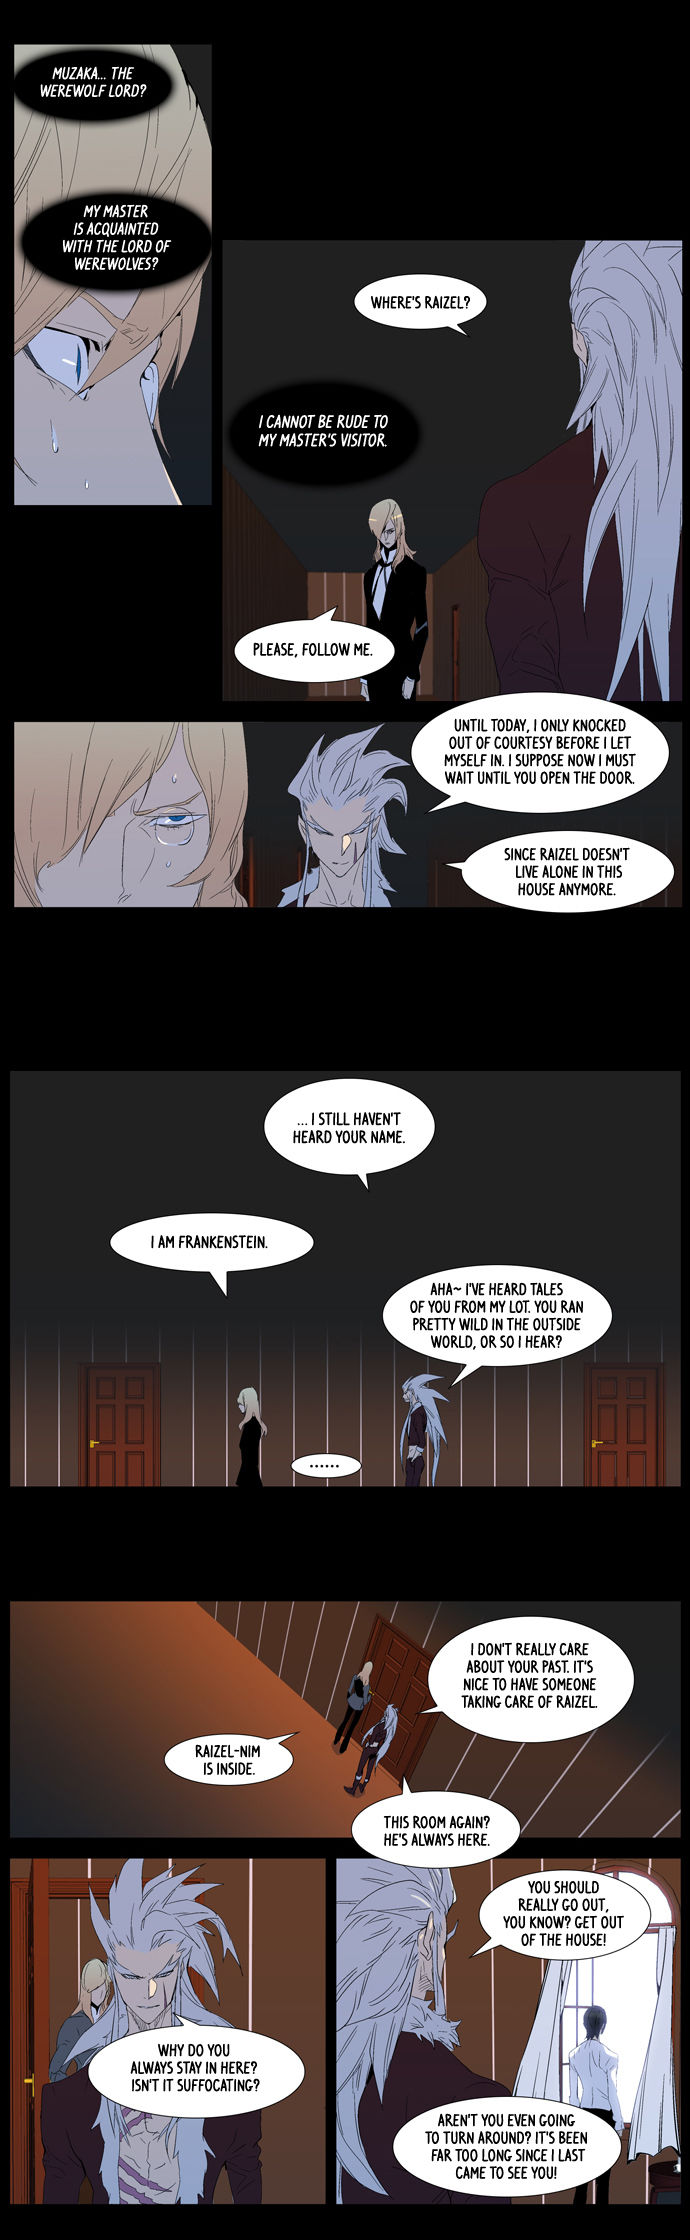 MUZAKA... THE
WEREWOLF LORD?
MY MASTER
IS ACQUAINTED
WITH THE LORD OF
WEREWOLVES?
WHERE'S RAIZEL?
I CANNOT BE RUDE TO
MY MASTER'S VISITOR.
PLEASE, FOLLOW ME.
UNTIL TODAY, I ONLY KNOCKED
OUT OF COURTESY BEFORE I LET
MYSELF IN. I SUPPOSE NOW I MUST
WAIT UNTIL YOU OPEN THE DOOR.
SINCE RAIZEL DOESN'T
LIVE ALONE IN THIS
HOUSE ANYMORE.
... I STILL HAVEN'T
HEARD YOUR NAME.
I AM FRANKENSTEIN.
AHA~ I'VE HEARD TALES
OF YOU FROM MY LOT. YOU RAN
PRETTY WILD IN THE OUTSIDE
WORLD, OR SO I HEAR?
......
I DON'T REALLY CARE
ABOUT YOUR PAST. IT'S
NICE TO HAVE SOMEONE
TAKING CARE OF RAIZEL.
RAIZEL-NIM
IS INSIDE.
THIS ROOM AGAIN?
HE'S ALWAYS HERE.
WHY DO YOU
ALWAYS STAY IN HERE?
ISN'T IT SUFFOCATING?
YOU SHOULD
REALLY GO OUT,
YOU KNOW? GET OUT
OF THE HOUSE!
AREN'T YOU EVEN GOING
TO TURN AROUND? IT'S BEEN
FAR TOO LONG SINCE I LAST
CAME TO SEE YOU!